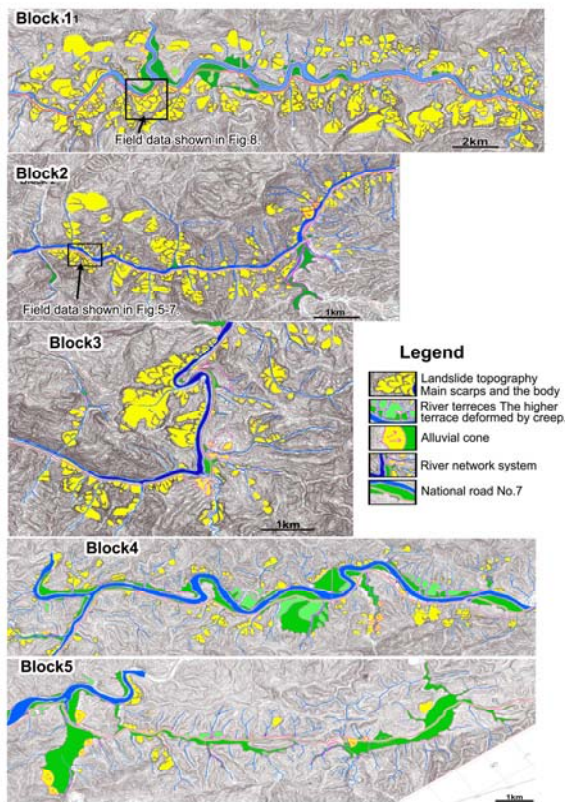 Block 11
Field data shown in Fig.8.
2km
Block2
Field data shown in Fig.5-7.
1km
Block3
1km
Legend
Landslide topography
Main scarps and the body
River terreces The higher
terrace deformed by creep.
Alluvial cone
River network system
National road No.7
Block4
Block5
1km